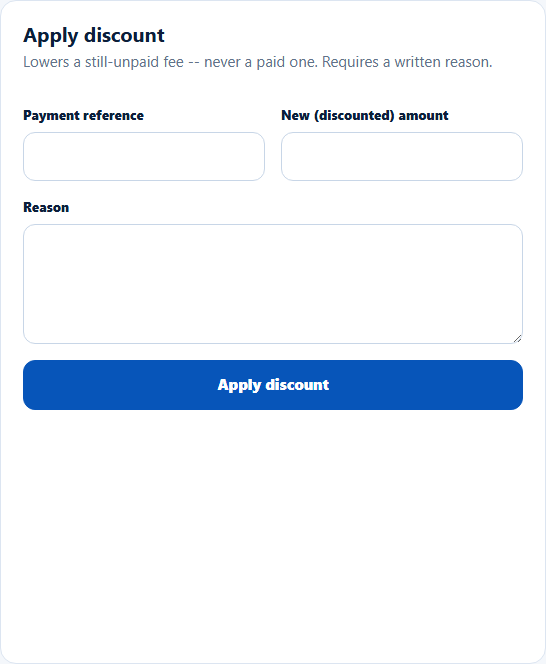 Apply discount
Lowers a still-unpaid fee -- never a paid one. Requires a written reason.
Payment reference
New (discounted) amount
Reason
Apply discount